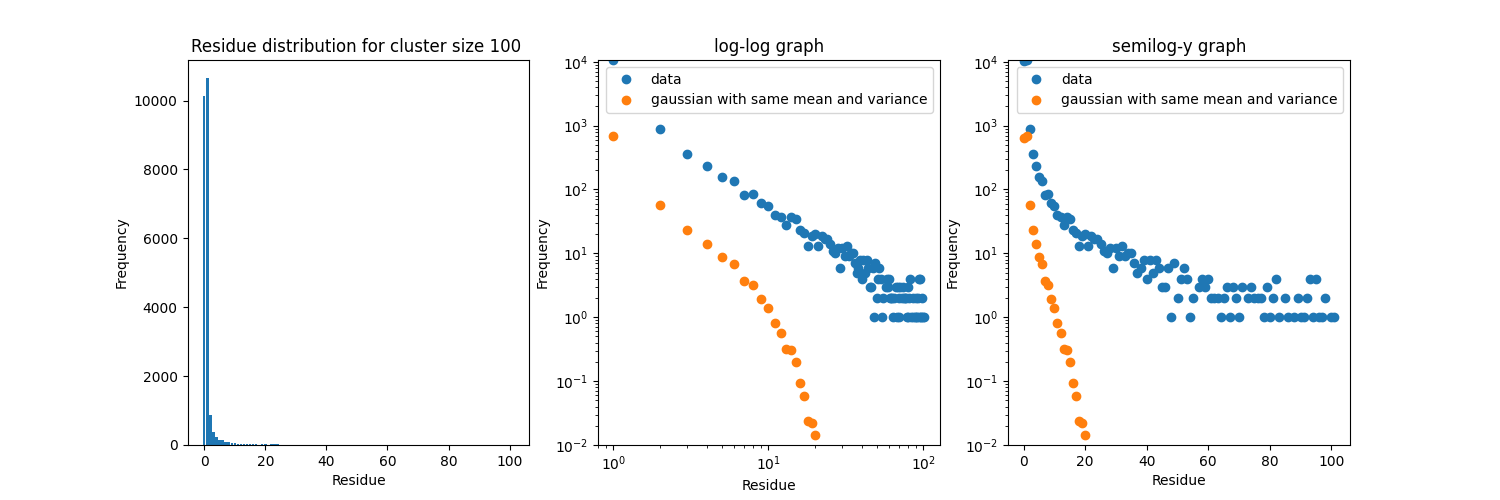 Residue distribution for cluster size 100
10000
8000
6000
4000
2000
0
Frequency
0 20 40 60 80 100
Residue
log-log graph
data
gaussian with same mean and variance
10^4
10^3
10^2
10^1
10^0
10^-1
10^-2
Frequency
10^0 10^1 10^2
Residue
semilog-y graph
data
gaussian with same mean and variance
10^4
10^3
10^2
10^1
10^0
10^-1
10^-2
Frequency
0 20 40 60 80 100
Residue